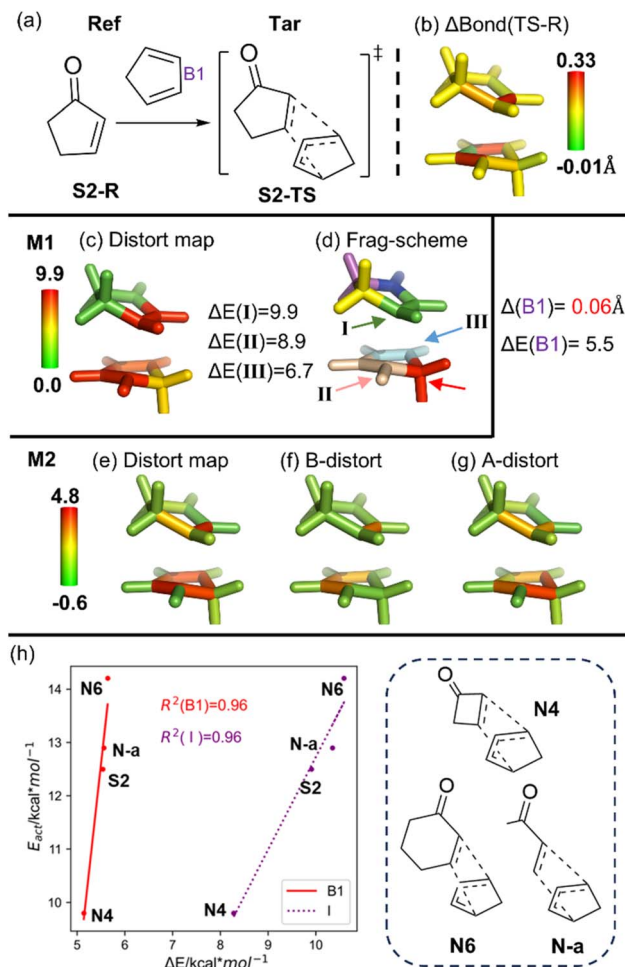 (a)
Ref
Tar
(b) ΔBond(TS-R)
O
B1
O
‡
0.33
-0.01Å
S2-R
S2-TS
M1
(c) Distort map
(d) Frag-scheme
9.9
0.0
ΔE(I)=9.9
ΔE(II)=8.9
ΔE(III)=6.7
I
III
II
Δ(B1)= 0.06Å
ΔE(B1)= 5.5
M2
(e) Distort map
(f) B-distort
(g) A-distort
4.8
-0.6
(h)
N6
N6
R²(B1)=0.96
R²( I )=0.96
N-a
S2
N4
N4
B1
I
E_act/kcal*mol⁻¹
14
13
12
11
10
5
6
7
8
9
10
ΔE/kcal*mol⁻¹
O
N4
O
O
N6
N-a